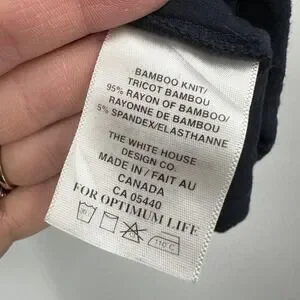 BAMBOO KNIT/
TRICOT BAMBOU
95% RAYON OF BAMBOO/
RAYONNE DE BAMBOU
5% SPANDEX/ELASTHANNE
THE WHITE HOUSE
DESIGN CO.
MADE IN / FAIT AU
CANADA
CA 05440
FOR OPTIMUM LIFE
110°C